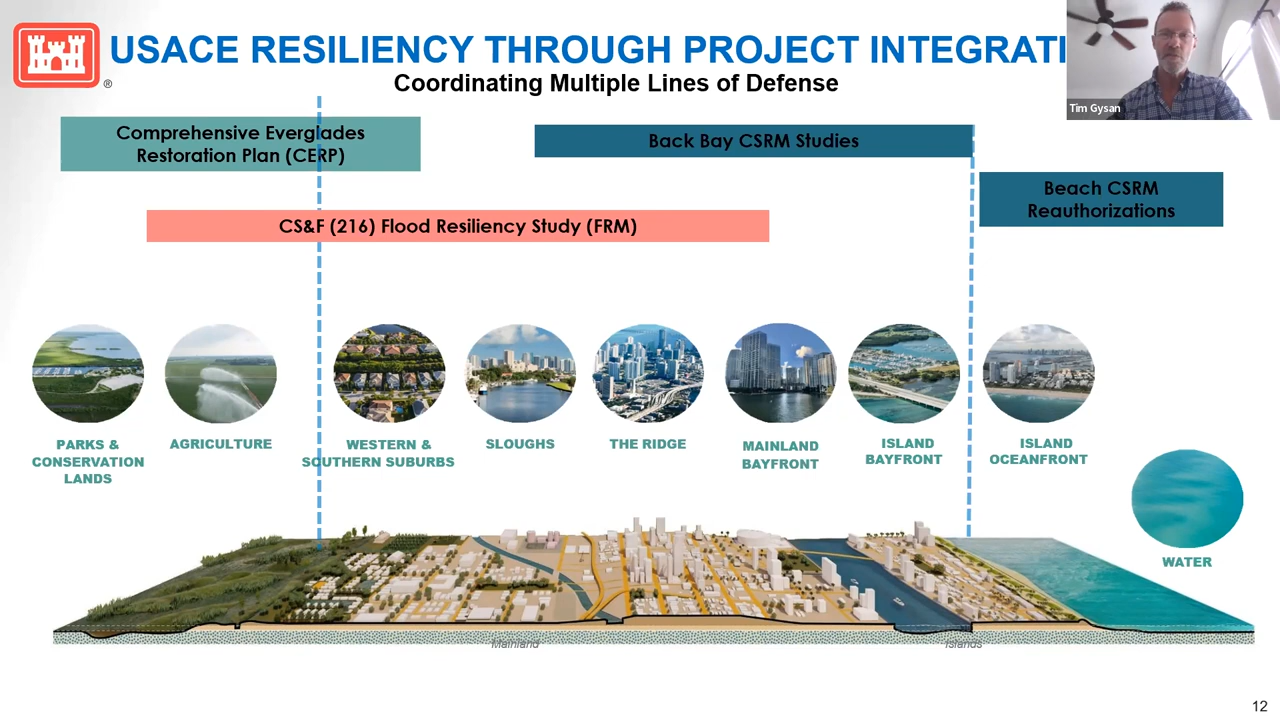 USACE RESILIENCY THROUGH PROJECT INTEGRATI
Coordinating Multiple Lines of Defense
®
Tim Gysan
Comprehensive Everglades
Restoration Plan (CERP)
Back Bay CSRM Studies
Beach CSRM
Reauthorizations
CS&F (216) Flood Resiliency Study (FRM)
PARKS &
CONSERVATION
LANDS
AGRICULTURE
WESTERN &
SOUTHERN SUBURBS
SLOUGHS
THE RIDGE
MAINLAND
BAYFRONT
ISLAND
BAYFRONT
ISLAND
OCEANFRONT
WATER
Mainland
Islands
12